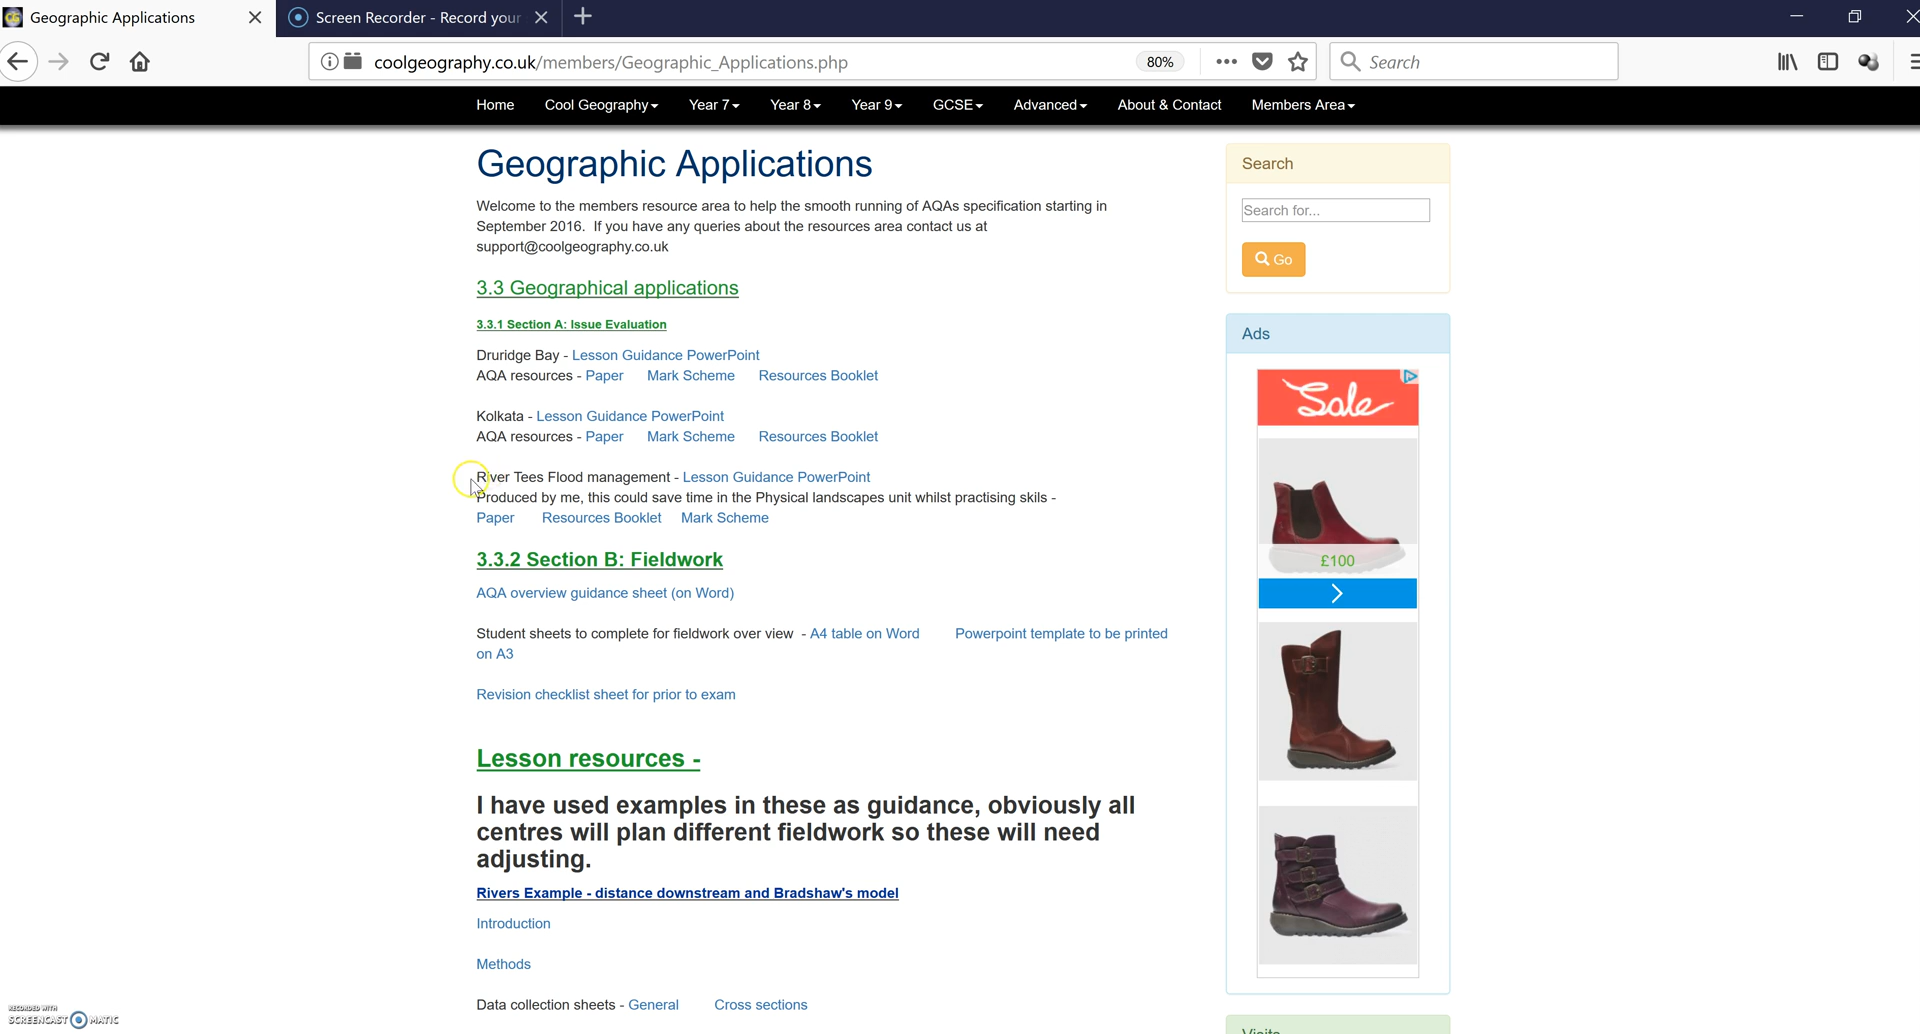 Geographic Applications
Screen Recorder - Record your
coolgeography.co.uk/members/Geographic_Applications.php
80%
Search
Home Cool Geography Year 7 Year 8 Year 9 GCSE Advanced About & Contact Members Area
Geographic Applications
Welcome to the members resource area to help the smooth running of AQAs specification starting in
September 2016. If you have any queries about the resources area contact us at
support@coolgeography.co.uk
3.3 Geographical applications
3.3.1 Section A: Issue Evaluation
Druridge Bay - Lesson Guidance PowerPoint
AQA resources - Paper Mark Scheme Resources Booklet
Kolkata - Lesson Guidance PowerPoint
AQA resources - Paper Mark Scheme Resources Booklet
River Tees Flood management - Lesson Guidance PowerPoint
Produced by me, this could save time in the Physical landscapes unit whilst practising skils -
Paper Resources Booklet Mark Scheme
3.3.2 Section B: Fieldwork
AQA overview guidance sheet (on Word)
Student sheets to complete for fieldwork over view - A4 table on Word Powerpoint template to be printed
on A3
Revision checklist sheet for prior to exam
Lesson resources -
I have used examples in these as guidance, obviously all
centres will plan different fieldwork so these will need
adjusting.
Rivers Example - distance downstream and Bradshaw's model
Introduction
Methods
Data collection sheets - General Cross sections
Search
Search for...
Go
Ads
Sale
£100
Visits
RECORDED WITH
SCREENCAST MATIC